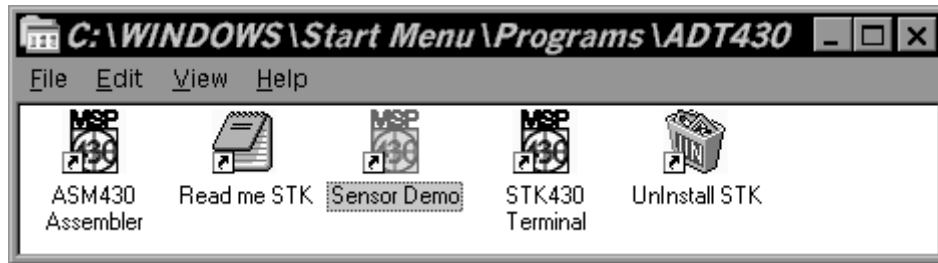 C:\WINDOWS\Start Menu\Programs\ADT430
File Edit View Help
MSP 430
MSP 430
MSP 430
UN
ASM430 Assembler
Read me STK
Sensor Demo
STK430 Terminal
UnInstall STK